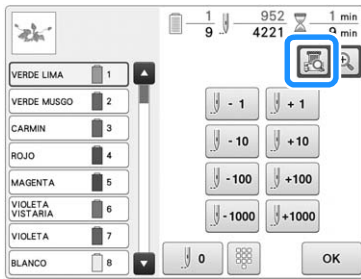 1 952 1 min
9 4221 9 min
VERDE LIMA 1
VERDE MUSGO 2
CARMIN 3
ROJO 4
MAGENTA 5
VIOLETA
VISTARIA 6
VIOLETA 7
BLANCO 8
- 1 + 1
- 10 +10
- 100 +100
- 1000 +1000
0 OK